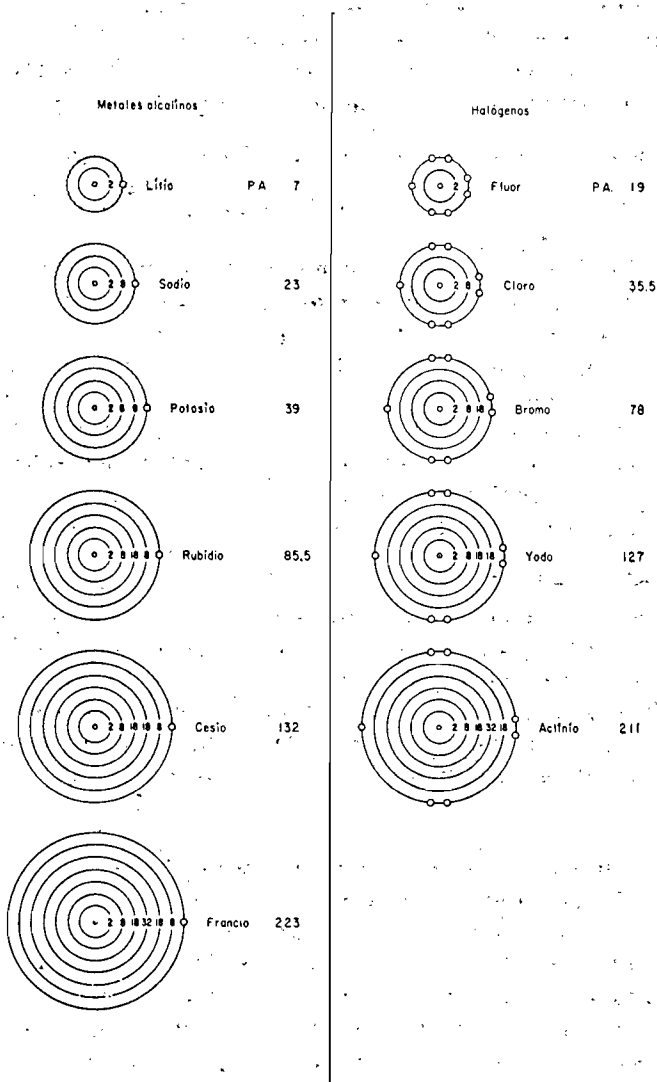 Metales alcalinos
2 Litio P A 7
2 8 Sodio 23
2 8 8 Potasio 39
2 8 18 8 Rubidio 85,5
2 8 18 18 8 Cesio 132
2 8 18 32 18 8 Francio 223
Halógenos
2 Fluor P A. 19
2 8 Cloro 35.5
2 8 18 Bromo 78
2 8 18 18 Yodo 127
2 8 18 32 18 Actinio 211